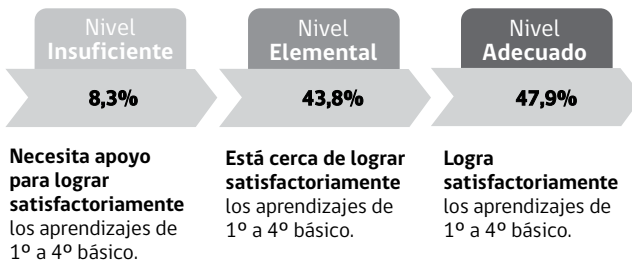 Nivel
Insuficiente
Nivel
Elemental
Nivel
Adecuado
8,3%
43,8%
47,9%
Necesita apoyo
para lograr
satisfactoriamente
los aprendizajes de
1º a 4º básico.
Está cerca de lograr
satisfactoriamente
los aprendizajes de
1º a 4º básico.
Logra
satisfactoriamente
los aprendizajes de
1º a 4º básico.